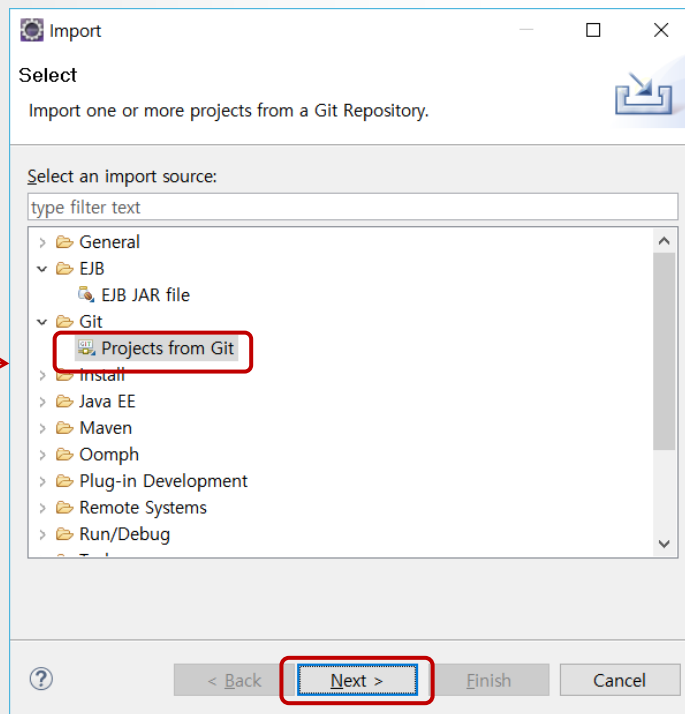 Import
Select
Import one or more projects from a Git Repository.
Select an import source:
type filter text
General
EJB
EJB JAR file
Git
Projects from Git
Install
Java EE
Maven
Oomph
Plug-in Development
Remote Systems
Run/Debug
< Back Next > Finish Cancel